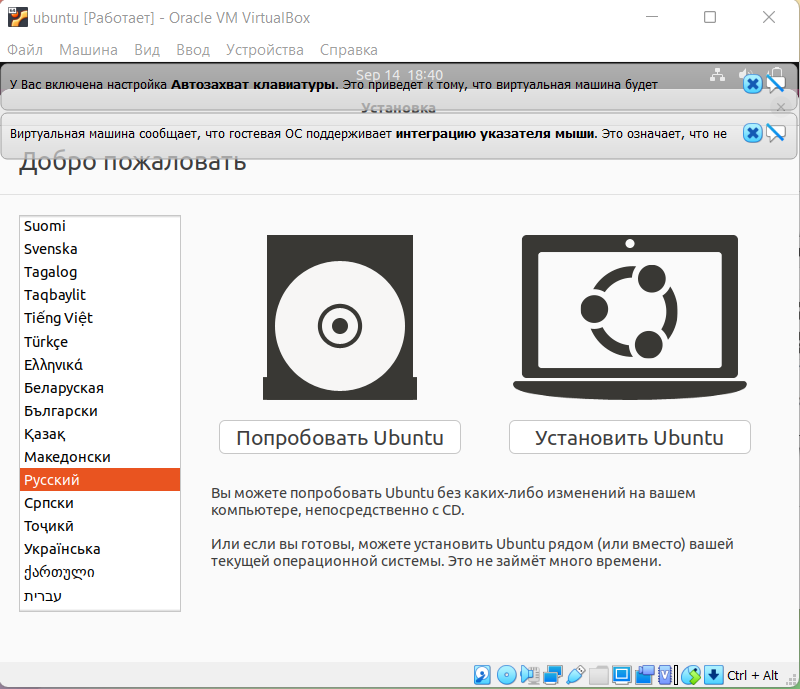 ubuntu [Работает] - Oracle VM VirtualBox
Файл Машина Вид Ввод Устройства Справка
Sep 14 18:40
У Вас включена настройка Автозахват клавиатуры. Это приведет к тому, что виртуальная машина будет
Установка
Виртуальная машина сообщает, что гостевая ОС поддерживает интеграцию указателя мыши. Это означает, что не
Добро пожаловать
Suomi
Svenska
Tagalog
Taqbaylit
Tiếng Việt
Türkçe
Ελληνικά
Беларуская
Български
Қазақ
Македонски
Русский
Српски
Тоҷикӣ
Українська
ქართული
עברית
Попробовать Ubuntu
Установить Ubuntu
Вы можете попробовать Ubuntu без каких-либо изменений на вашем
компьютере, непосредственно с CD.
Или если вы готовы, можете установить Ubuntu рядом (или вместо) вашей
текущей операционной системы. Это не займёт много времени.
Ctrl + Alt